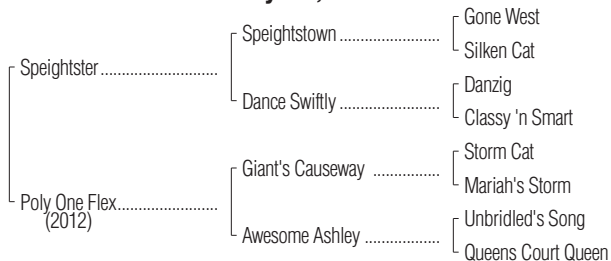 Gone West
Speightstown
Silken Cat
Speightster
Danzig
Dance Swiftly
Classy 'n Smart
Storm Cat
Giant's Causeway
Mariah's Storm
Poly One Flex
(2012)
Unbridled's Song
Awesome Ashley
Queens Court Queen